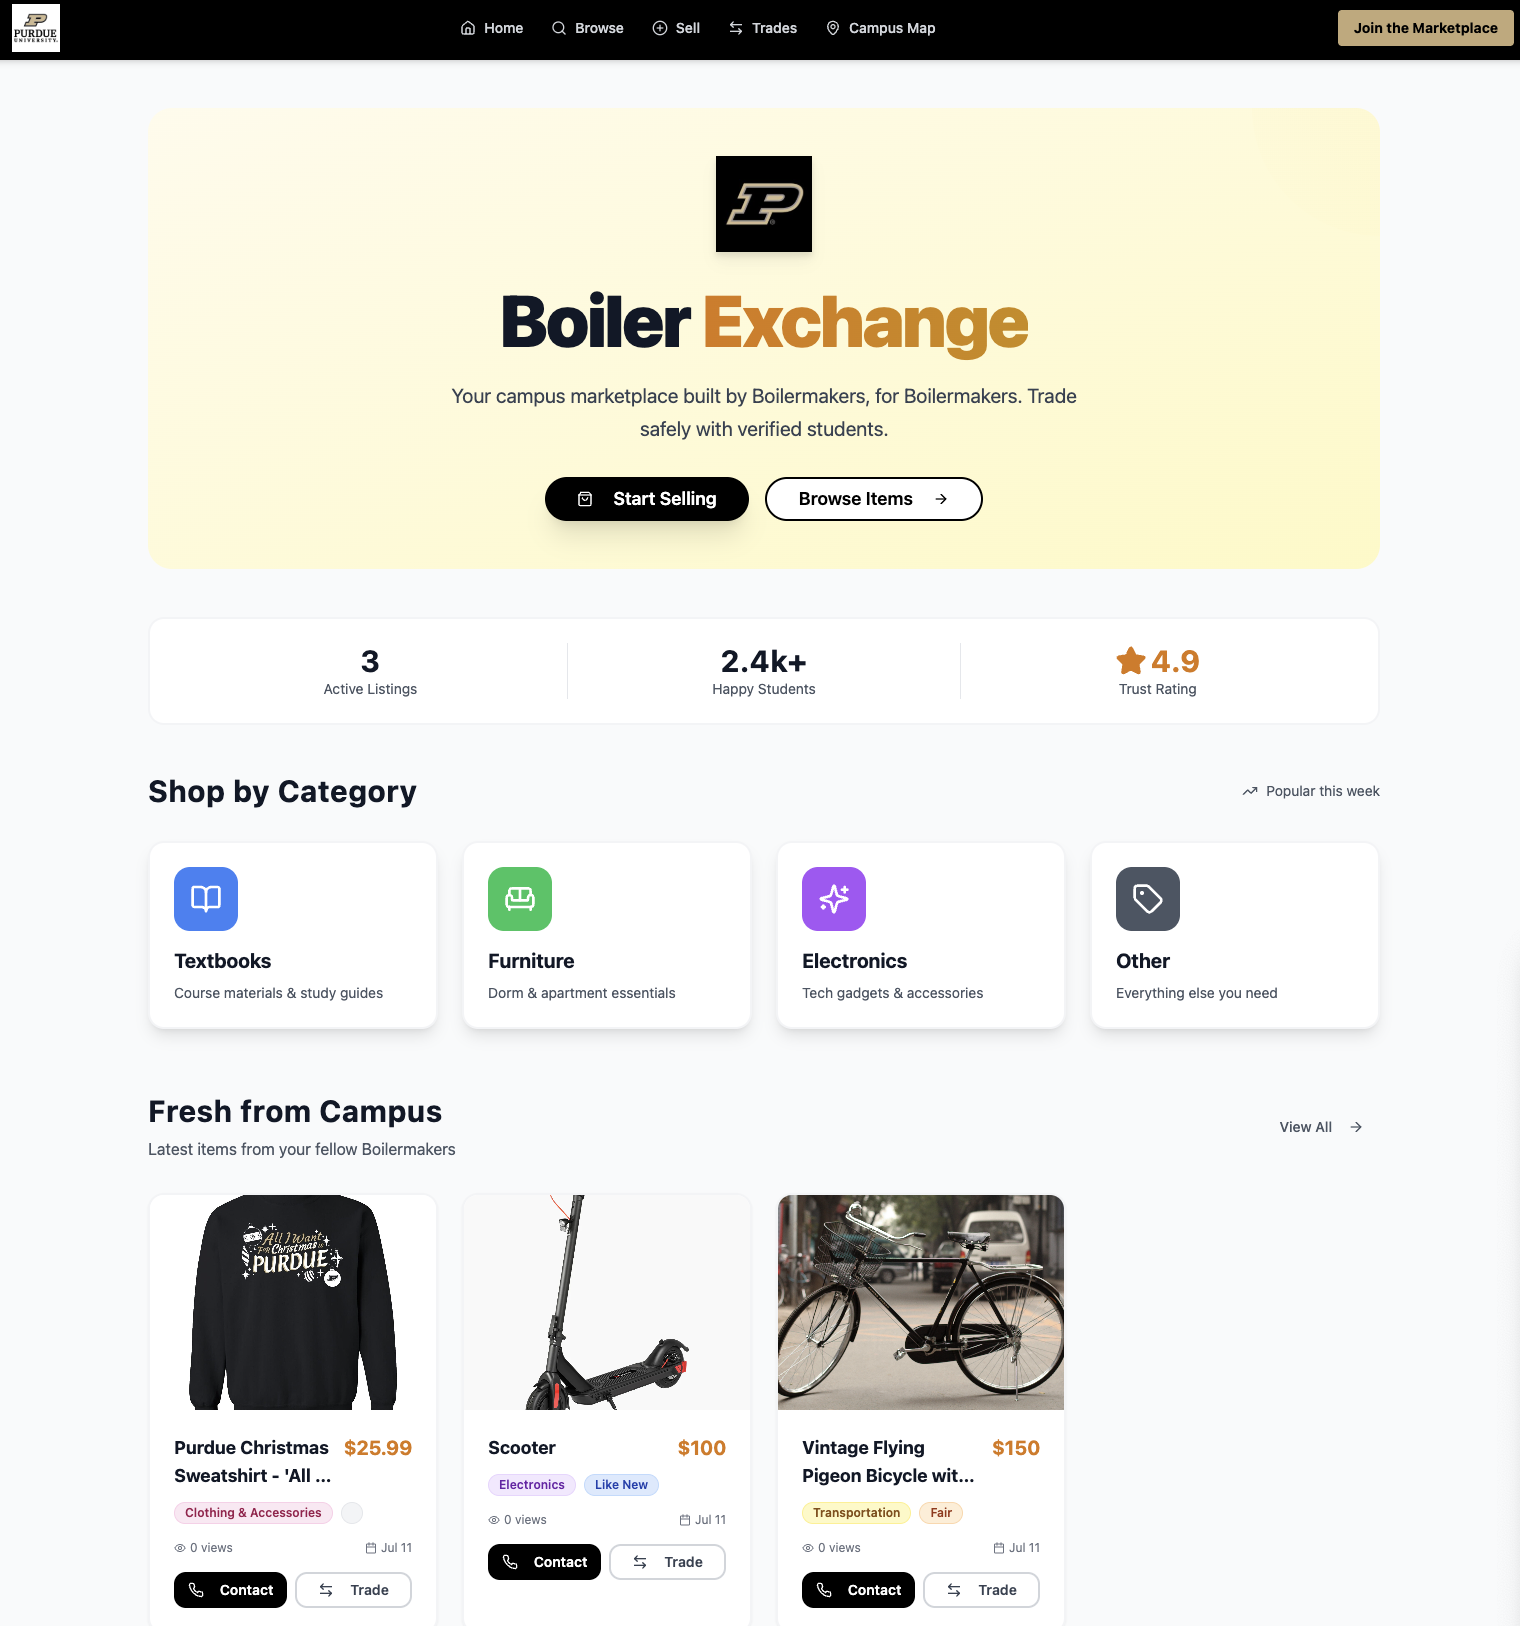 PURDUE
UNIVERSITY
Home
Browse
Sell
Trades
Campus Map
Join the Marketplace
P
Boiler Exchange
Your campus marketplace built by Boilermakers, for Boilermakers. Trade
safely with verified students.
Start Selling
Browse Items
3
Active Listings
2.4k+
Happy Students
4.9
Trust Rating
Shop by Category
Popular this week
Textbooks
Course materials & study guides
Furniture
Dorm & apartment essentials
Electronics
Tech gadgets & accessories
Other
Everything else you need
Fresh from Campus
Latest items from your fellow Boilermakers
View All
All I Want
For Christmas is
PURDUE
Purdue Christmas
Sweatshirt - 'All ...
$25.99
Clothing & Accessories
0 views
Jul 11
Contact
Trade
Scooter
$100
Electronics
Like New
0 views
Jul 11
Contact
Trade
Vintage Flying
Pigeon Bicycle wit...
$150
Transportation
Fair
0 views
Jul 11
Contact
Trade